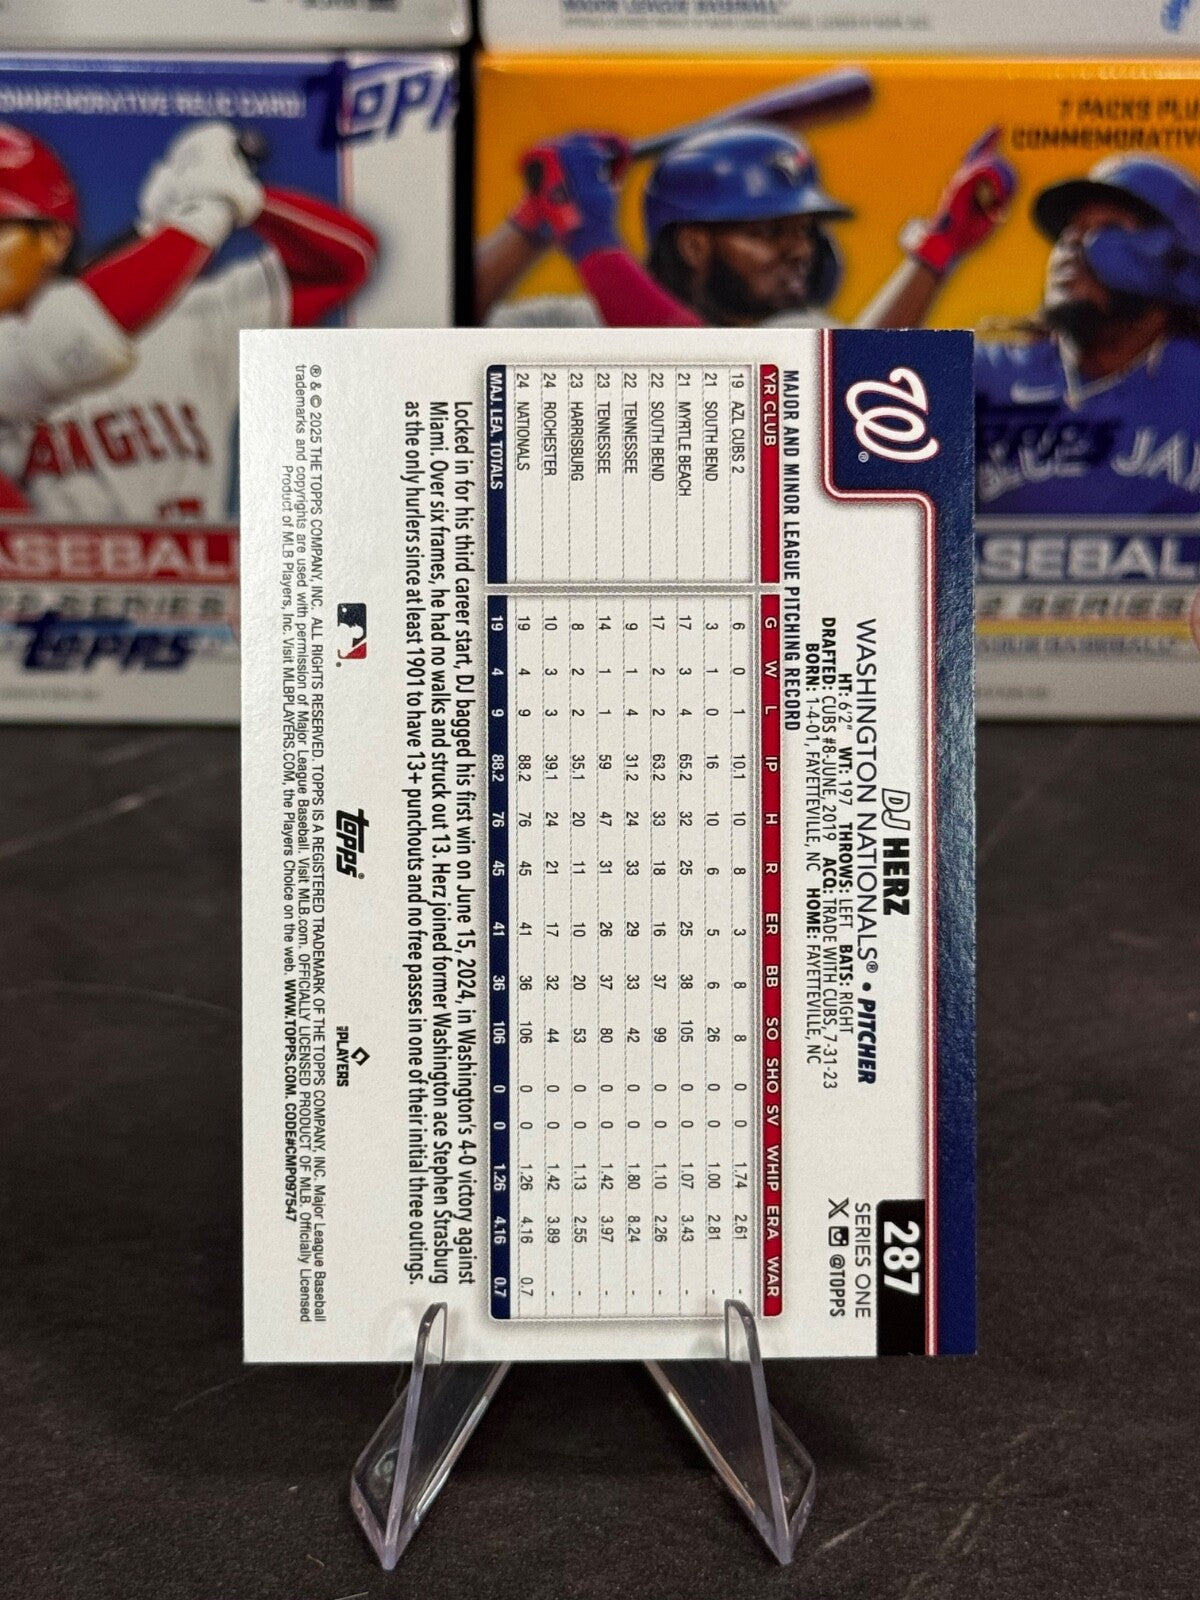 MAJOR LEAGUE BASEBALL
COMMEMORATIVE RELIC CARD!
TOPP
7 PACKS PLU
COMMEMORATIV
ANGELS
SEBALL
SERIES
TOPPS
SEBAL
SERIES
287
SERIES ONE
@TOPPS
DJ HERZ
WASHINGTON NATIONALS® • PITCHER
HT: 6'2" WT: 197 THROWS: LEFT BATS: RIGHT
DRAFTED: CUBS #8-JUNE, 2019 ACQ: TRADE WITH CUBS, 7-31-23
BORN: 1-4-01, FAYETTEVILLE, NC HOME: FAYETTEVILLE, NC
W®
MAJOR AND MINOR LEAGUE PITCHING RECORD
YR CLUB G W L IP H R ER BB SO SHO SV WHIP ERA WAR
19 AZL CUBS 2 6 0 1 10.1 10 8 3 8 8 0 0 1.74 2.61 -
21 SOUTH BEND 3 1 0 16 10 6 5 6 26 0 0 1.00 2.81 -
21 MYRTLE BEACH 17 3 4 65.2 32 25 25 38 105 0 0 1.07 3.43 -
22 SOUTH BEND 17 2 2 63.2 33 18 16 37 99 0 0 1.10 2.26 -
22 TENNESSEE 9 1 4 31.2 24 33 29 33 42 0 0 1.80 8.24 -
23 TENNESSEE 14 1 1 59 47 31 26 37 80 0 0 1.42 3.97 -
23 HARRISBURG 8 2 2 35.1 20 11 10 20 53 0 0 1.13 2.55 -
24 ROCHESTER 10 3 3 39.1 24 21 17 32 44 0 0 1.42 3.89 -
24 NATIONALS 19 4 9 88.2 76 45 41 36 106 0 0 1.26 4.16 0.7
MAJ. LEA. TOTALS 19 4 9 88.2 76 45 41 36 106 0 0 1.26 4.16 0.7
Locked in for his third career start, DJ bagged his first win on June 15, 2024, in Washington's 4-0 victory against
Miami. Over six frames, he had no walks and struck out 13. Herz joined former Washington ace Stephen Strasburg
as the only hurlers since at least 1901 to have 13+ punchouts and no free passes in one of their initial three outings.
topps®
PLAYERS
® & © 2025 THE TOPPS COMPANY, INC. ALL RIGHTS RESERVED. TOPPS IS A REGISTERED TRADEMARK OF THE TOPPS COMPANY, INC. Major League Baseball
trademarks and copyrights are used with permission of Major League Baseball. Visit MLB.com. OFFICIALLY LICENSED PRODUCT OF MLB. Officially Licensed
Product of MLB Players, Inc. Visit MLBPLAYERS.COM, the Players Choice on the web. WWW.TOPPS.COM. CODE#CMP097547